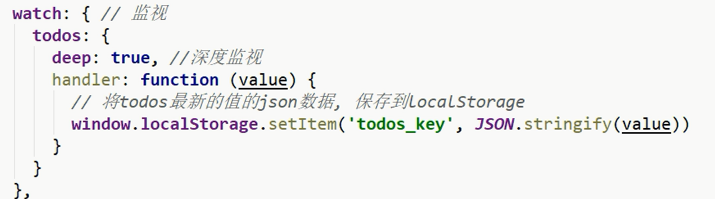 watch: { // 监视
todos: {
deep: true, //深度监视
handler: function (value) {
// 将todos最新的值的json数据, 保存到localStorage
window.localStorage.setItem('todos_key', JSON.stringify(value))
}
}
},